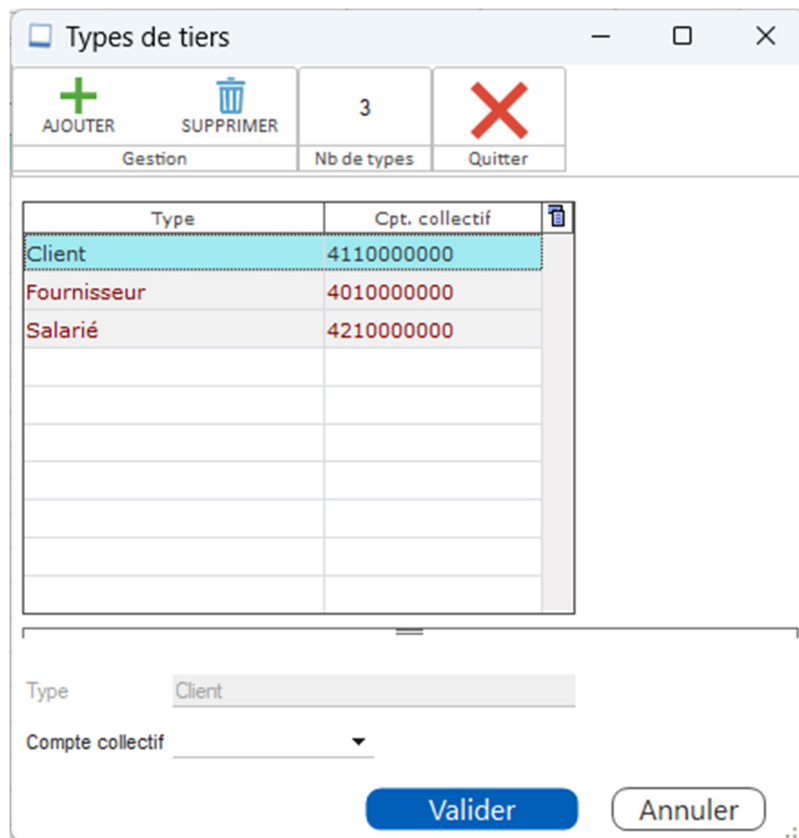 Types de tiers
AJOUTER SUPPRIMER 3
Gestion Nb de types Quitter
Type Cpt. collectif
Client 4110000000
Fournisseur 4010000000
Salarié 4210000000
Type Client
Compte collectif
Valider Annuler